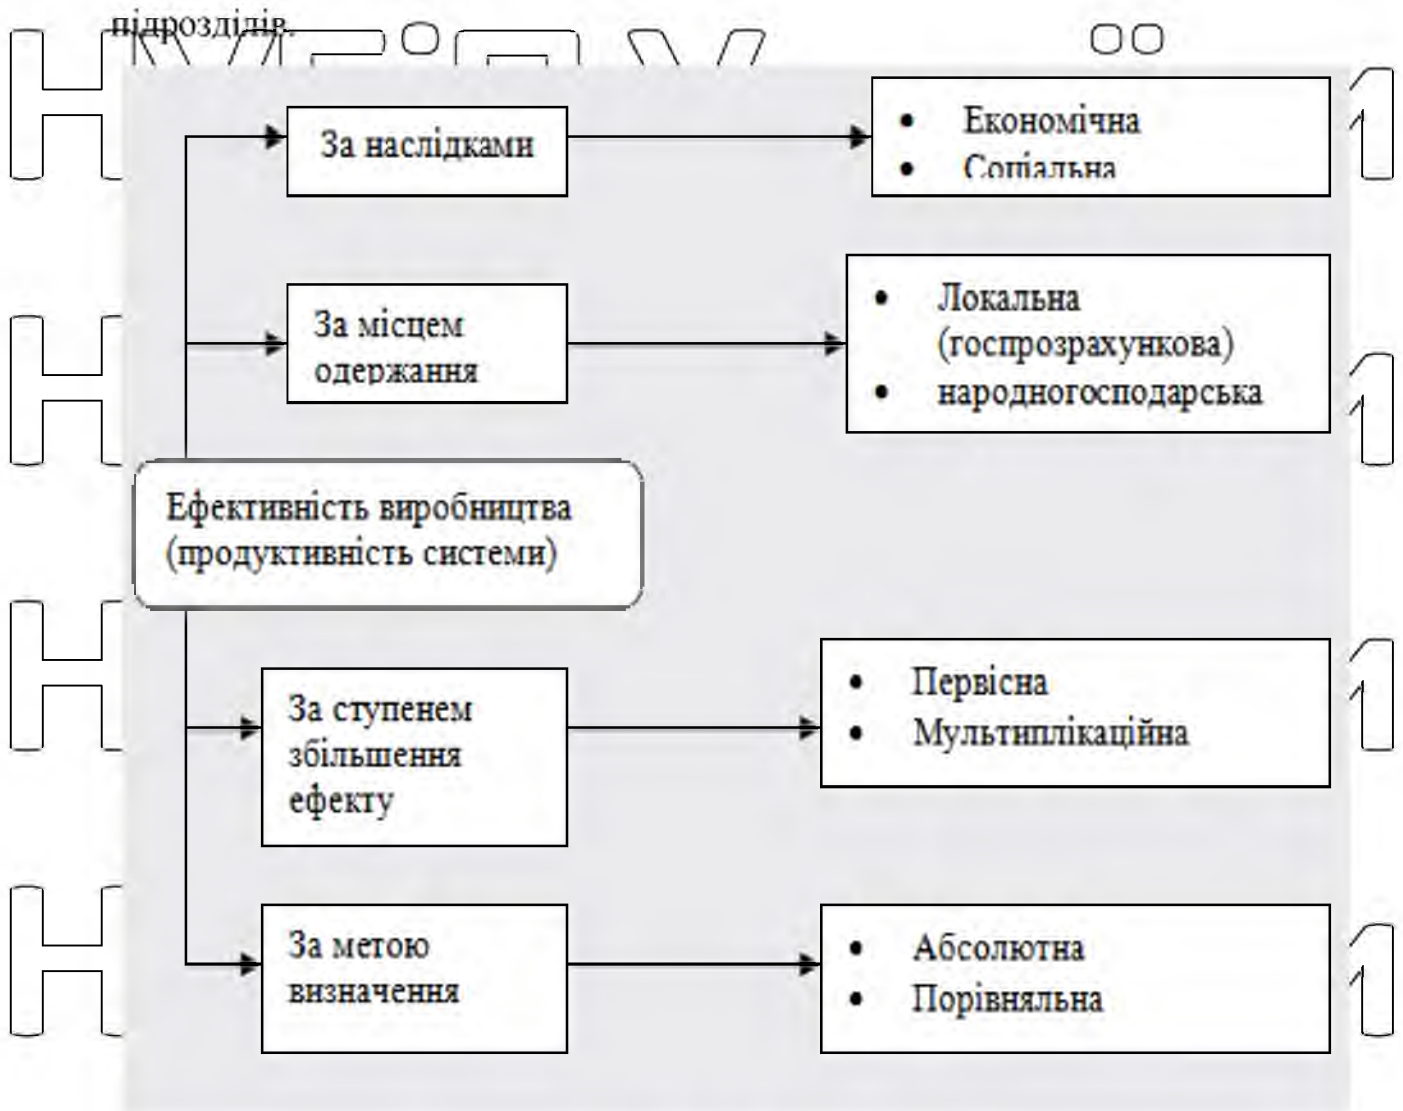 підрозділів.
За наслідками
• Економічна
• Соціальна
За місцем
одержання
• Локальна
(госпрозрахункова)
• народногосподарська
Ефективність виробництва
(продуктивність системи)
За ступенем
збільшення
ефекту
• Первісна
• Мультиплікаційна
За метою
визначення
• Абсолютна
• Порівняльна